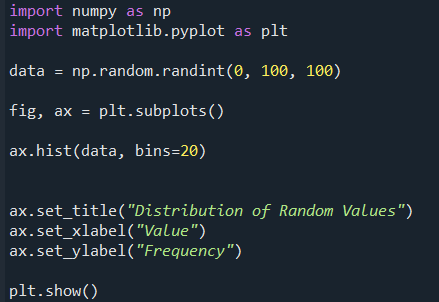 import numpy as np
import matplotlib.pyplot as plt
data = np.random.randint(0, 100, 100)
fig, ax = plt.subplots()
ax.hist(data, bins=20)
ax.set_title("Distribution of Random Values")
ax.set_xlabel("Value")
ax.set_ylabel("Frequency")
plt.show()